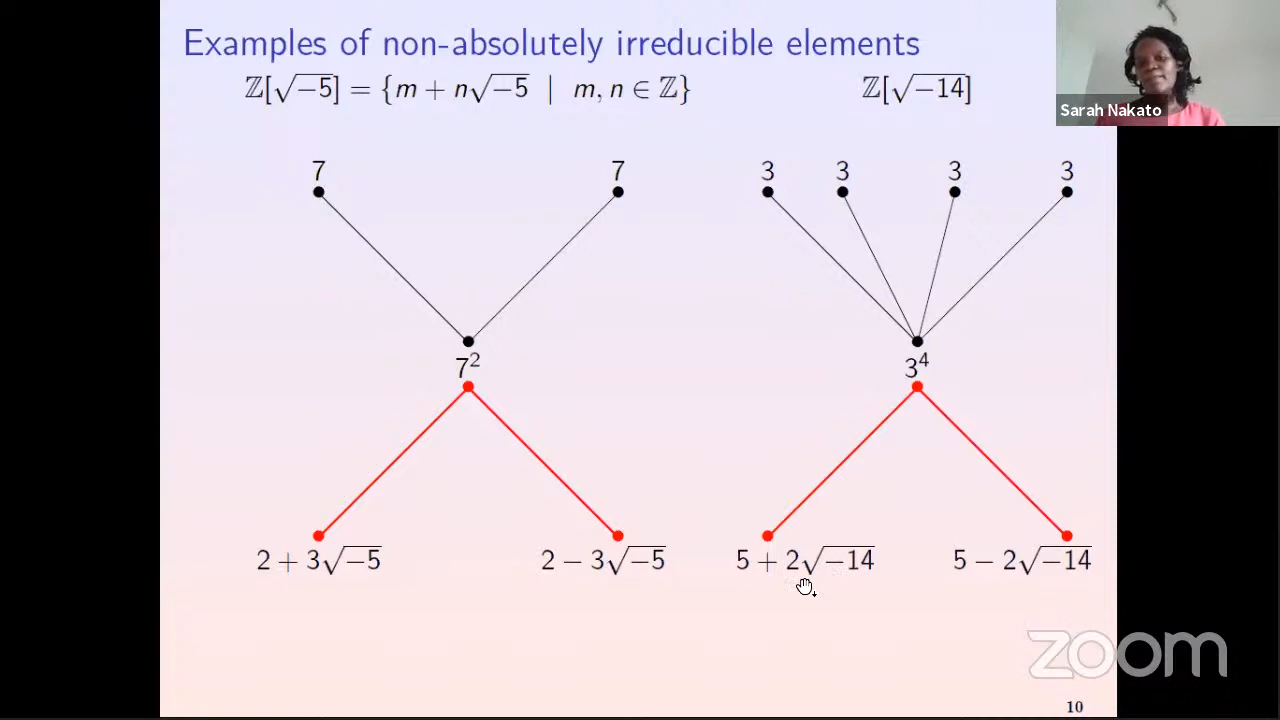 Examples of non-absolutely irreducible elements
ℤ[√−5] = {m + n√−5 | m, n ∈ ℤ}
ℤ[√−14]
Sarah Nakato
7 7 3 3 3 3
7² 3⁴
2 + 3√−5 2 − 3√−5 5 + 2√−14 5 − 2√−14
zoom
10